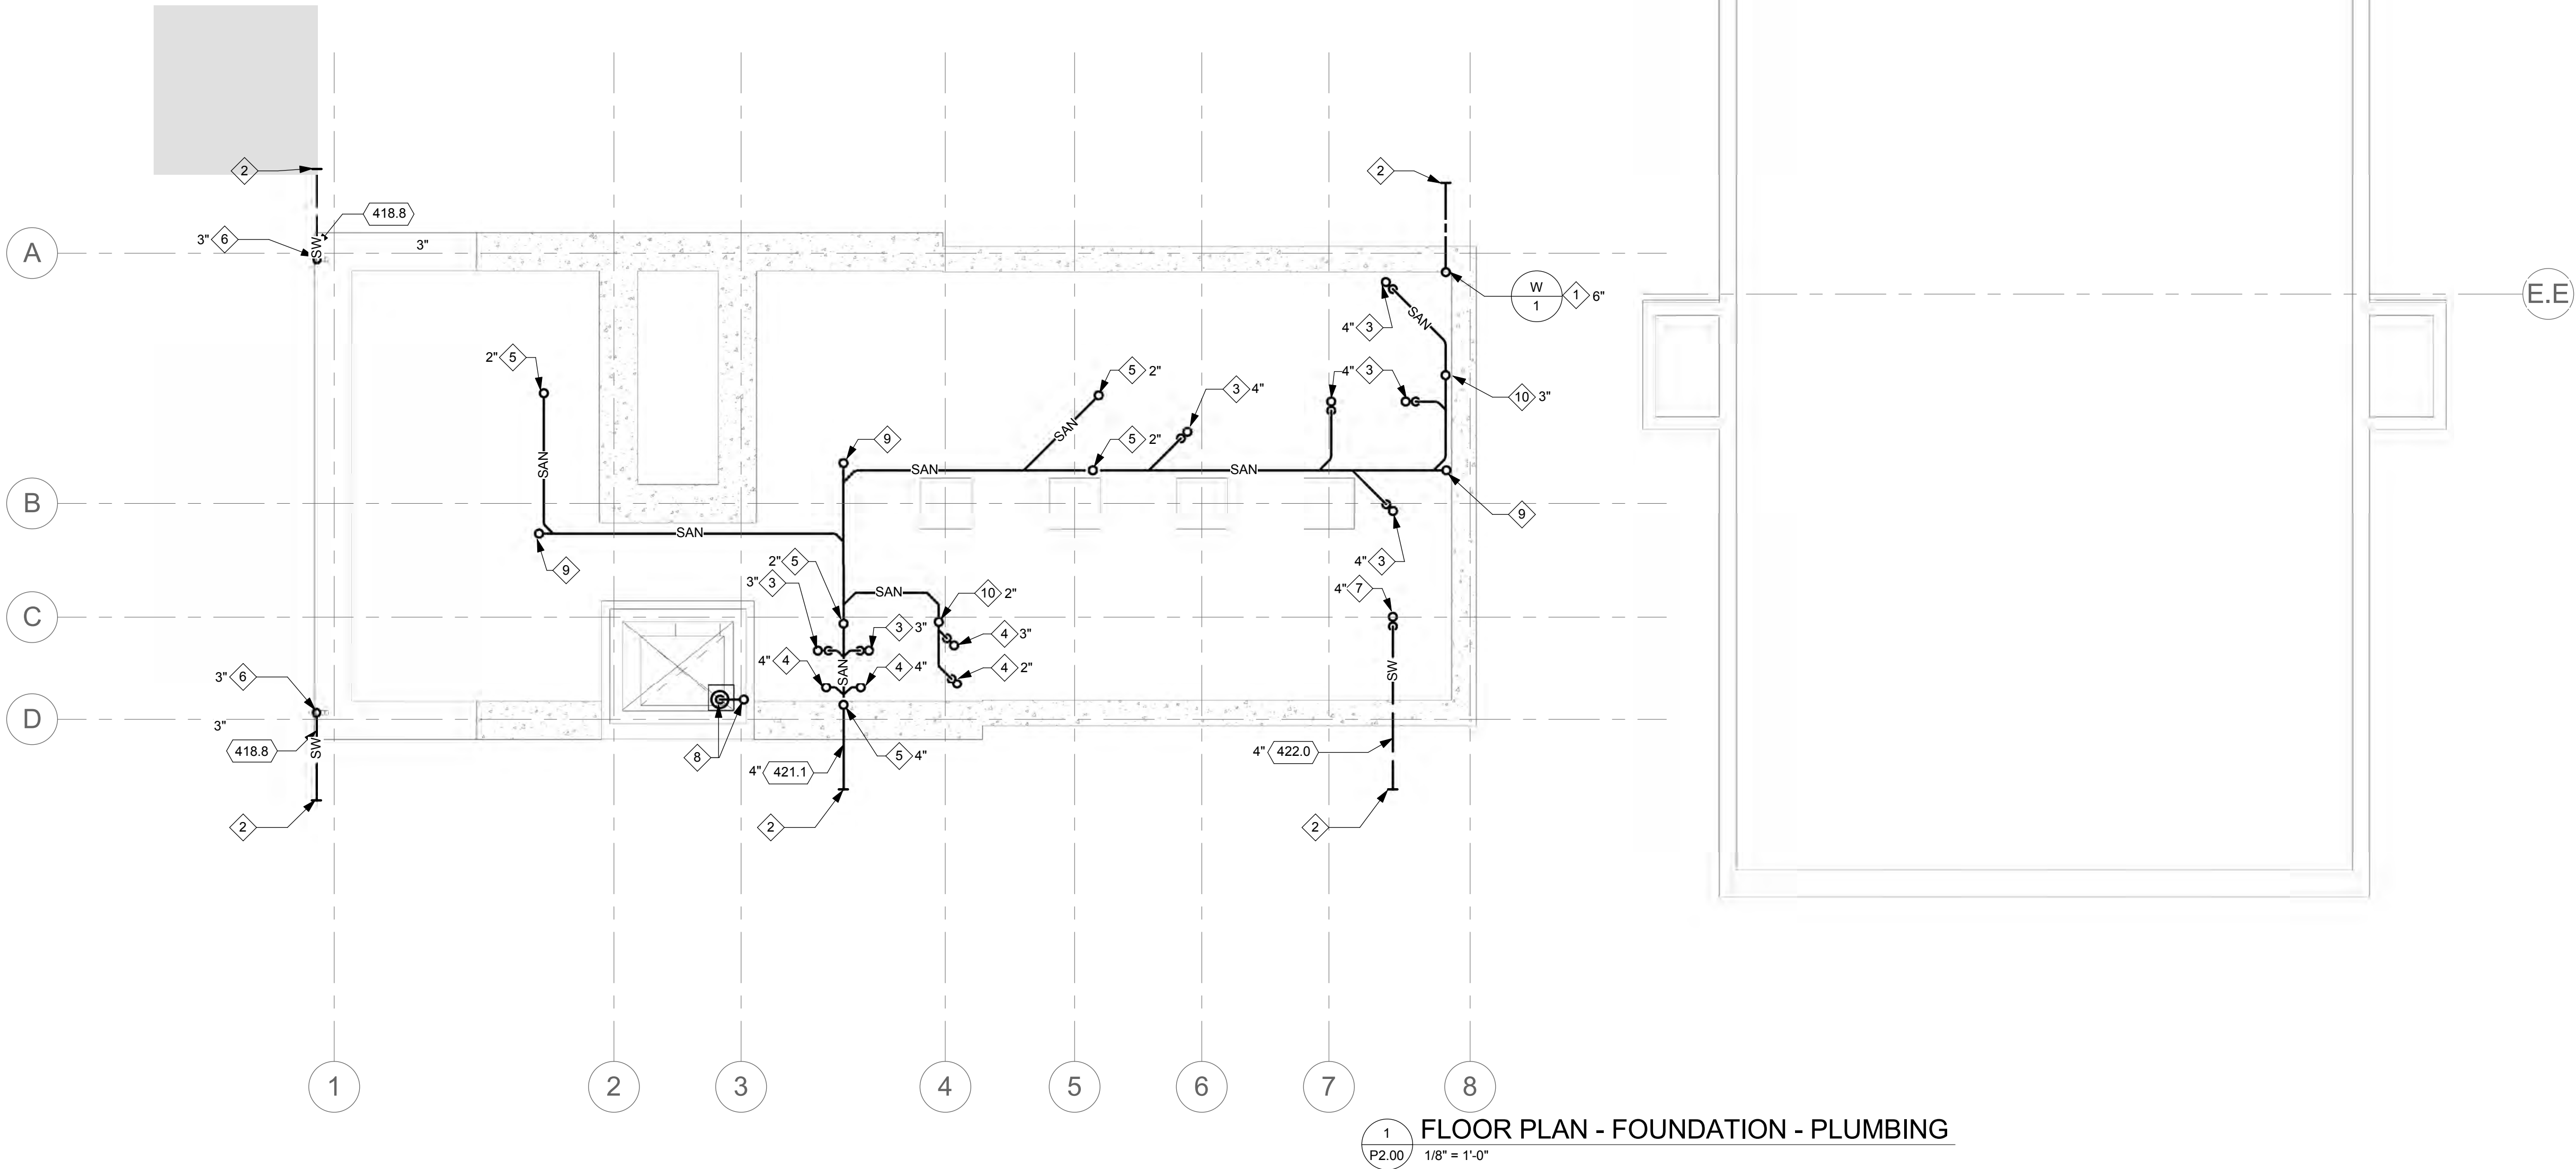 2
2
418.8
3" 6
SW
3"
A
W
1
1 6"
E.E
SAN
4" 3
2" 5
5 2"
4" 3
3 4"
10 3"
SAN
9
5 2"
SAN
SAN
SAN
B
9
SAN
4" 3
9
2" 5
3" 3
SAN
10 2"
4" 7
C
3 3"
4 3"
4" 4
4 4"
4 2"
SAN
SW
3" 6
D
3"
418.8
SW
8
4" 421.1
5 4"
4" 422.0
2
2
2
1
2
3
4
5
6
7
8
1
P2.00
FLOOR PLAN - FOUNDATION - PLUMBING
1/8" = 1'-0"